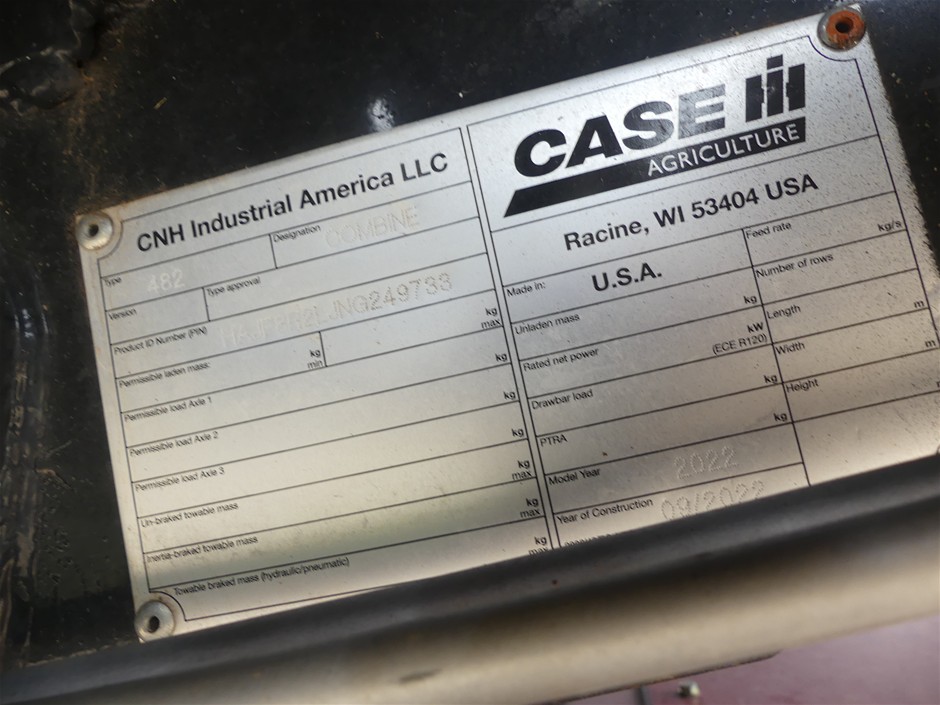 CNH Industrial America LLC
Type
482
Designation
COMBINE
Version
Type approval
Product ID Number (PIN)
Permissible laden mass:
kg
min
kg
max
Permissible load Axle 1
kg
Permissible load Axle 2
kg
Permissible load Axle 3
kg
Un-braked towable mass
kg
max
Inertia-braked towable mass
kg
max
Towable braked mass (hydraulic/pneumatic)
kg
max
CASE IH
AGRICULTURE
Racine, WI 53404 USA
Made in:
U.S.A.
Feed rate
kg/s
Unladen mass
kg
Number of rows
Rated net power
kW
(ECE R120)
Length
m
Drawbar load
kg
Width
m
PTRA
kg
Height
Model Year
2022
Year of Construction
09/2022